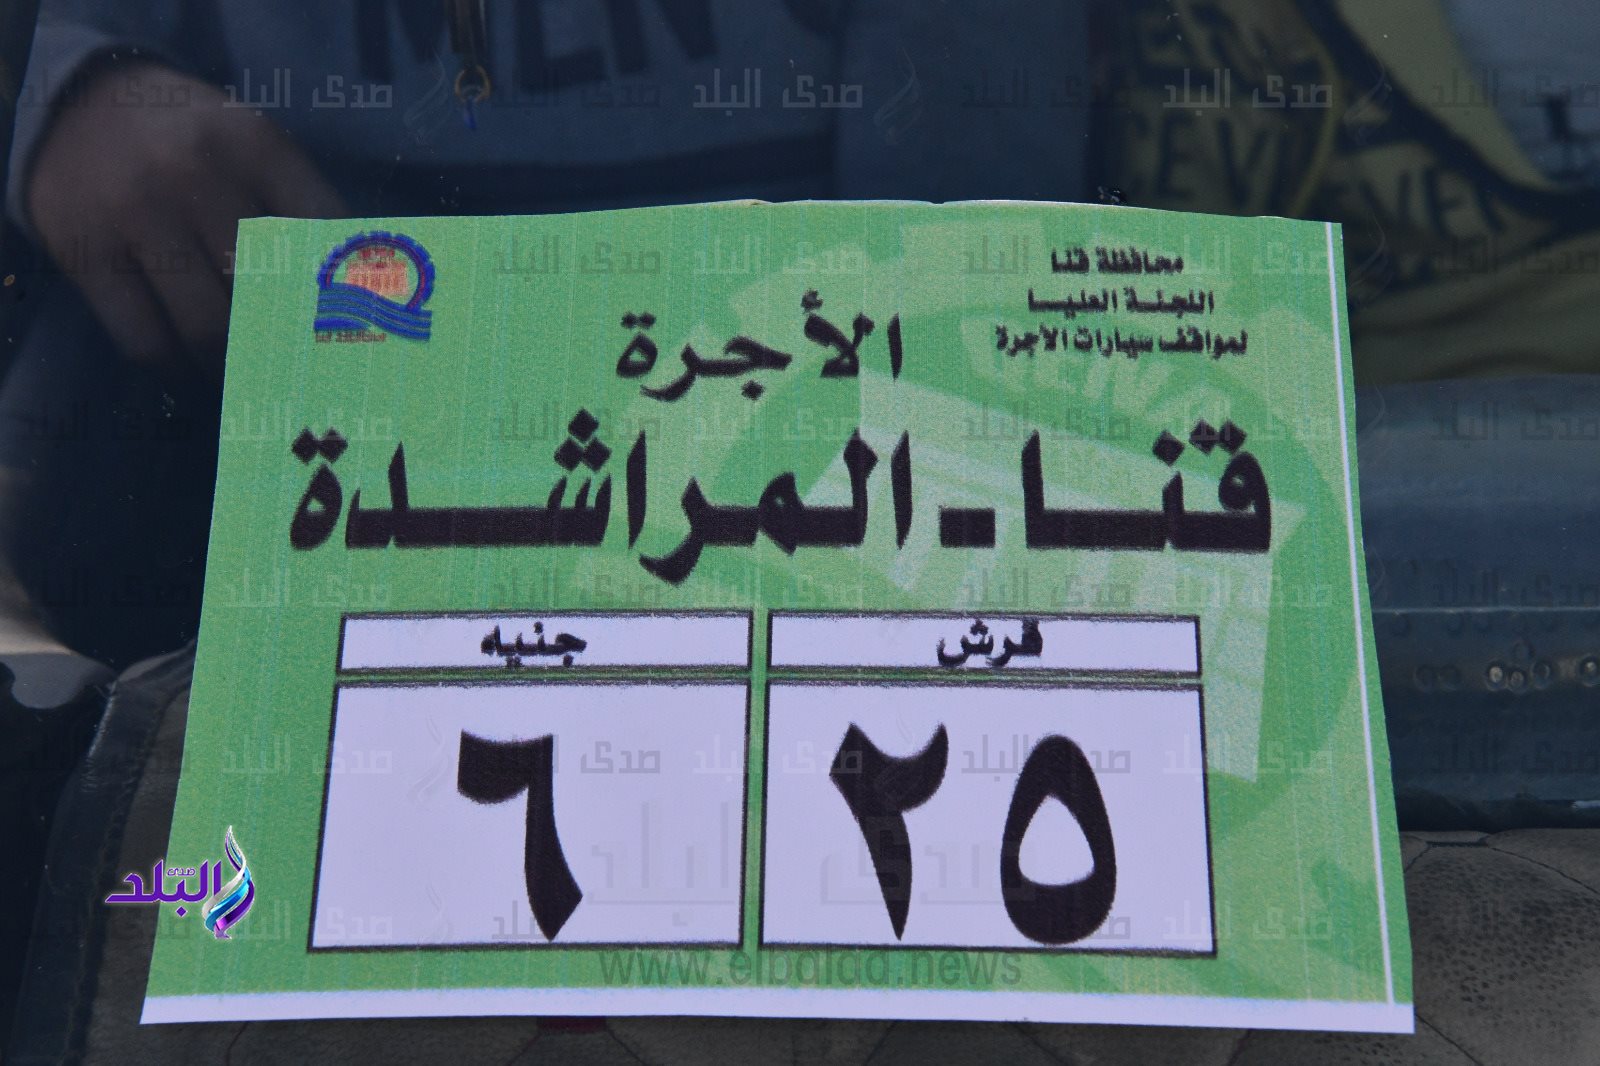 محافظة قنا
اللجنة العليا
لمواقف سيارات الأجرة
الأجرة
قنا - المراشدة
قرش
جنيه
٢٥
٦
صدى البلد
www.elbalad.news